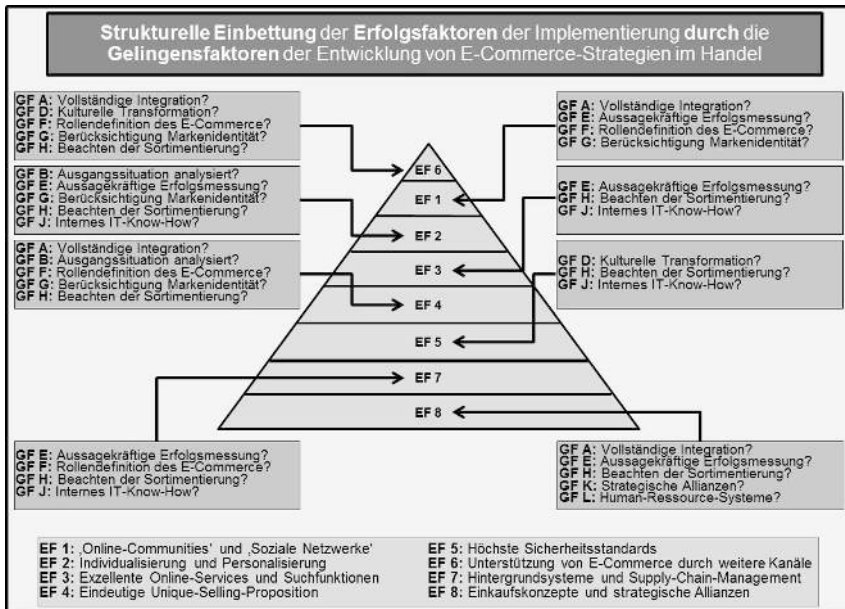 Strukturelle Einbettung der Erfolgsfaktoren der Implementierung durch die
Gelingensfaktoren der Entwicklung von E-Commerce-Strategien im Handel
GF A: Vollständige Integration?
GF D: Kulturelle Transformation?
GF F: Rollendefinition des E-Commerce?
GF G: Berücksichtigung Markenidentität?
GF H: Beachten der Sortimentierung?
GF B: Ausgangssituation analysiert?
GF E: Aussagekräftige Erfolgsmessung?
GF G: Berücksichtigung Markenidentität?
GF H: Beachten der Sortimentierung?
GF J: Internes IT-Know-How?
GF A: Vollständige Integration?
GF B: Ausgangssituation analysiert?
GF F: Rollendefinition des E-Commerce?
GF G: Berücksichtigung Markenidentität?
GF H: Beachten der Sortimentierung?
GF A: Vollständige Integration?
GF E: Aussagekräftige Erfolgsmessung?
GF F: Rollendefinition des E-Commerce?
GF G: Berücksichtigung Markenidentität?
GF E: Aussagekräftige Erfolgsmessung?
GF H: Beachten der Sortimentierung?
GF J: Internes IT-Know-How?
GF D: Kulturelle Transformation?
GF H: Beachten der Sortimentierung?
GF J: Internes IT-Know-How?
EF 6
EF 1
EF 2
EF 3
EF 4
EF 5
EF 7
EF 8
GF E: Aussagekräftige Erfolgsmessung?
GF F: Rollendefinition des E-Commerce?
GF H: Beachten der Sortimentierung?
GF J: Internes IT-Know-How?
GF A: Vollständige Integration?
GF E: Aussagekräftige Erfolgsmessung?
GF H: Beachten der Sortimentierung?
GF K: Strategische Allianzen?
GF L: Human-Ressource-Systeme?
EF 1: ‚Online-Communities' und ‚Soziale Netzwerke'
EF 2: Individualisierung und Personalisierung
EF 3: Exzellente Online-Services und Suchfunktionen
EF 4: Eindeutige Unique-Selling-Proposition
EF 5: Höchste Sicherheitsstandards
EF 6: Unterstützung von E-Commerce durch weitere Kanäle
EF 7: Hintergrundsysteme und Supply-Chain-Management
EF 8: Einkaufskonzepte und strategische Allianzen